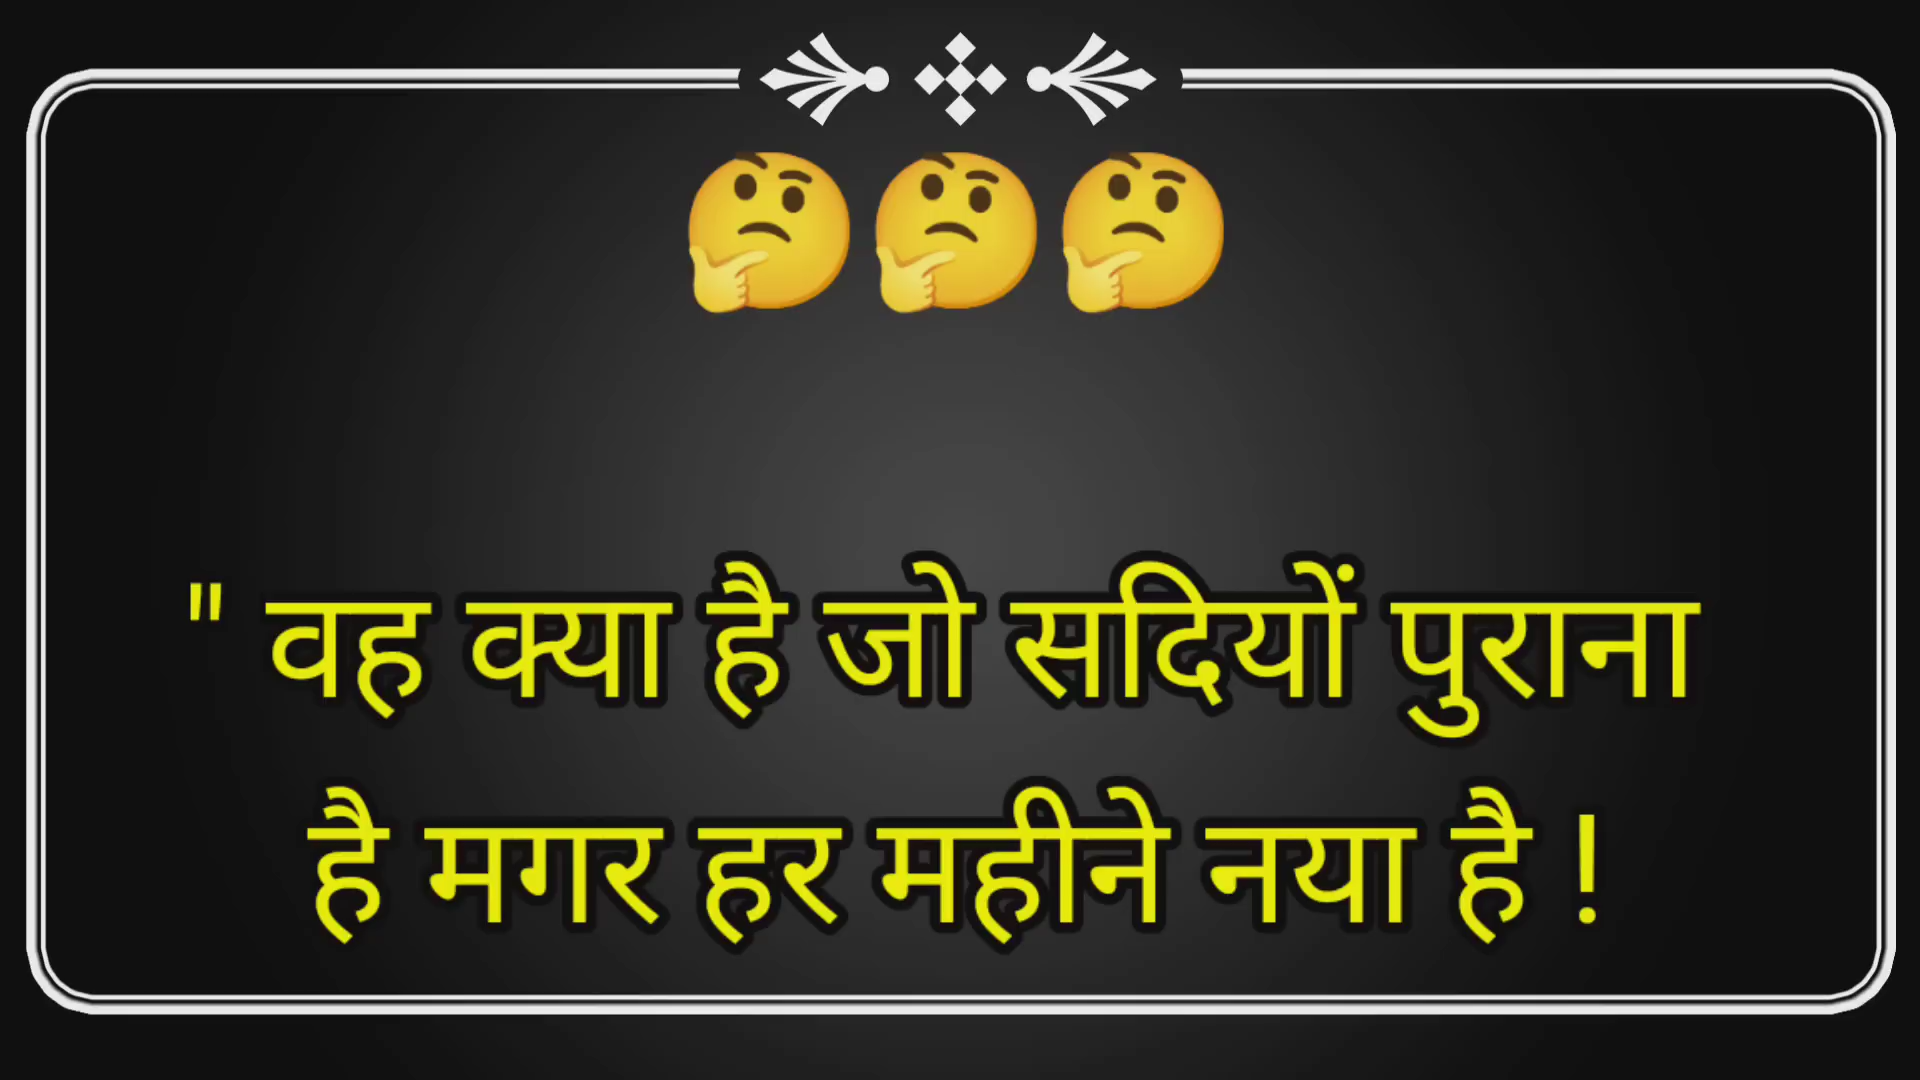 🤔🤔🤔
" वह क्या है जो सदियों पुराना
है मगर हर महीने नया है !